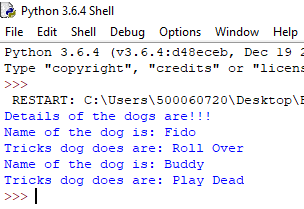 Python 3.6.4 Shell
File Edit Shell Debug Options Window
Python 3.6.4 (v3.6.4:d48eceb, Dec 19 2
Type "copyright", "credits" or "licens
>>>
RESTART: C:\Users\500060720\Desktop\
Details of the dogs are!!!
Name of the dog is: Fido
Tricks dog does are: Roll Over
Name of the dog is: Buddy
Tricks dog does are: Play Dead
>>>